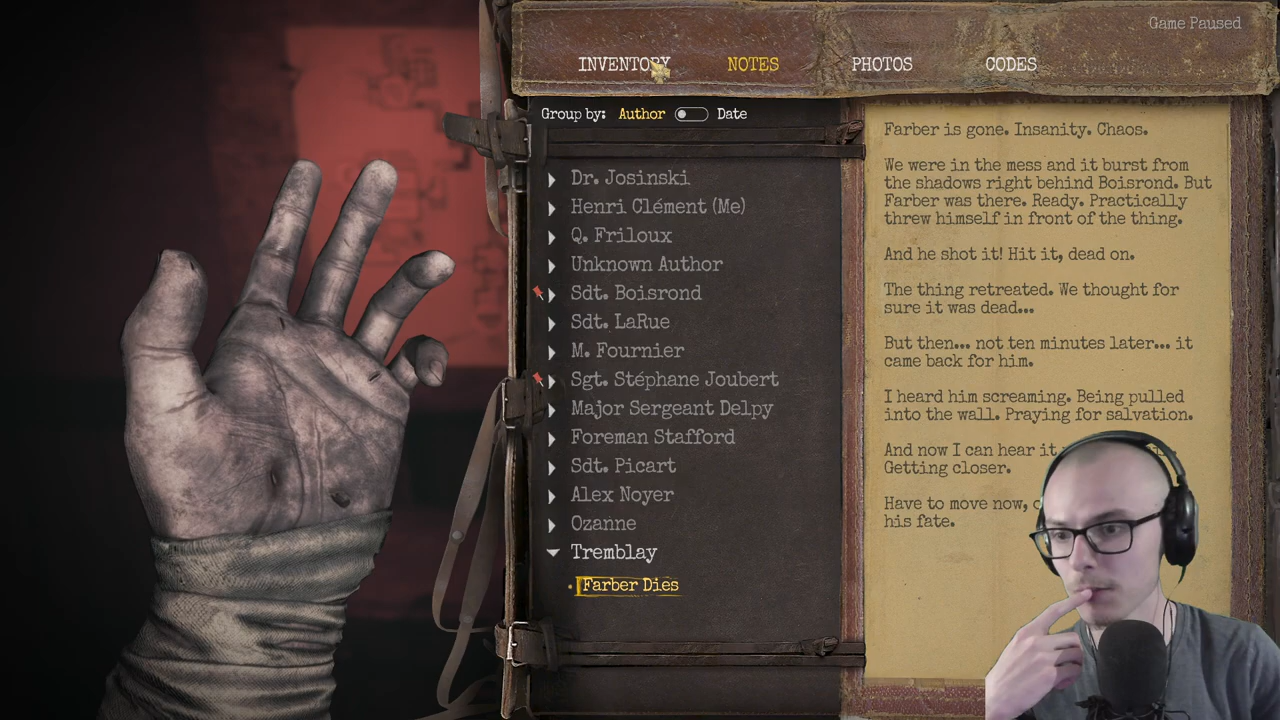 Game Paused
INVENTORY NOTES PHOTOS CODES
Group by: Author Date
Dr. Josinski
Henri Clément (Me)
Q. Friloux
Unknown Author
Sdt. Boisrond
Sdt. LaRue
M. Fournier
Sgt. Stéphane Joubert
Major Sergeant Delpy
Foreman Stafford
Sdt. Picart
Alex Noyer
Ozanne
Tremblay
Farber Dies
Farber is gone. Insanity. Chaos.
We were in the mess and it burst from
the shadows right behind Boisrond. But
Farber was there. Ready. Practically
threw himself in front of the thing.
And he shot it! Hit it, dead on.
The thing retreated. We thought for
sure it was dead...
But then... not ten minutes later... it
came back for him.
I heard him screaming. Being pulled
into the wall. Praying for salvation.
And now I can hear it
Getting closer.
Have to move now,
his fate.